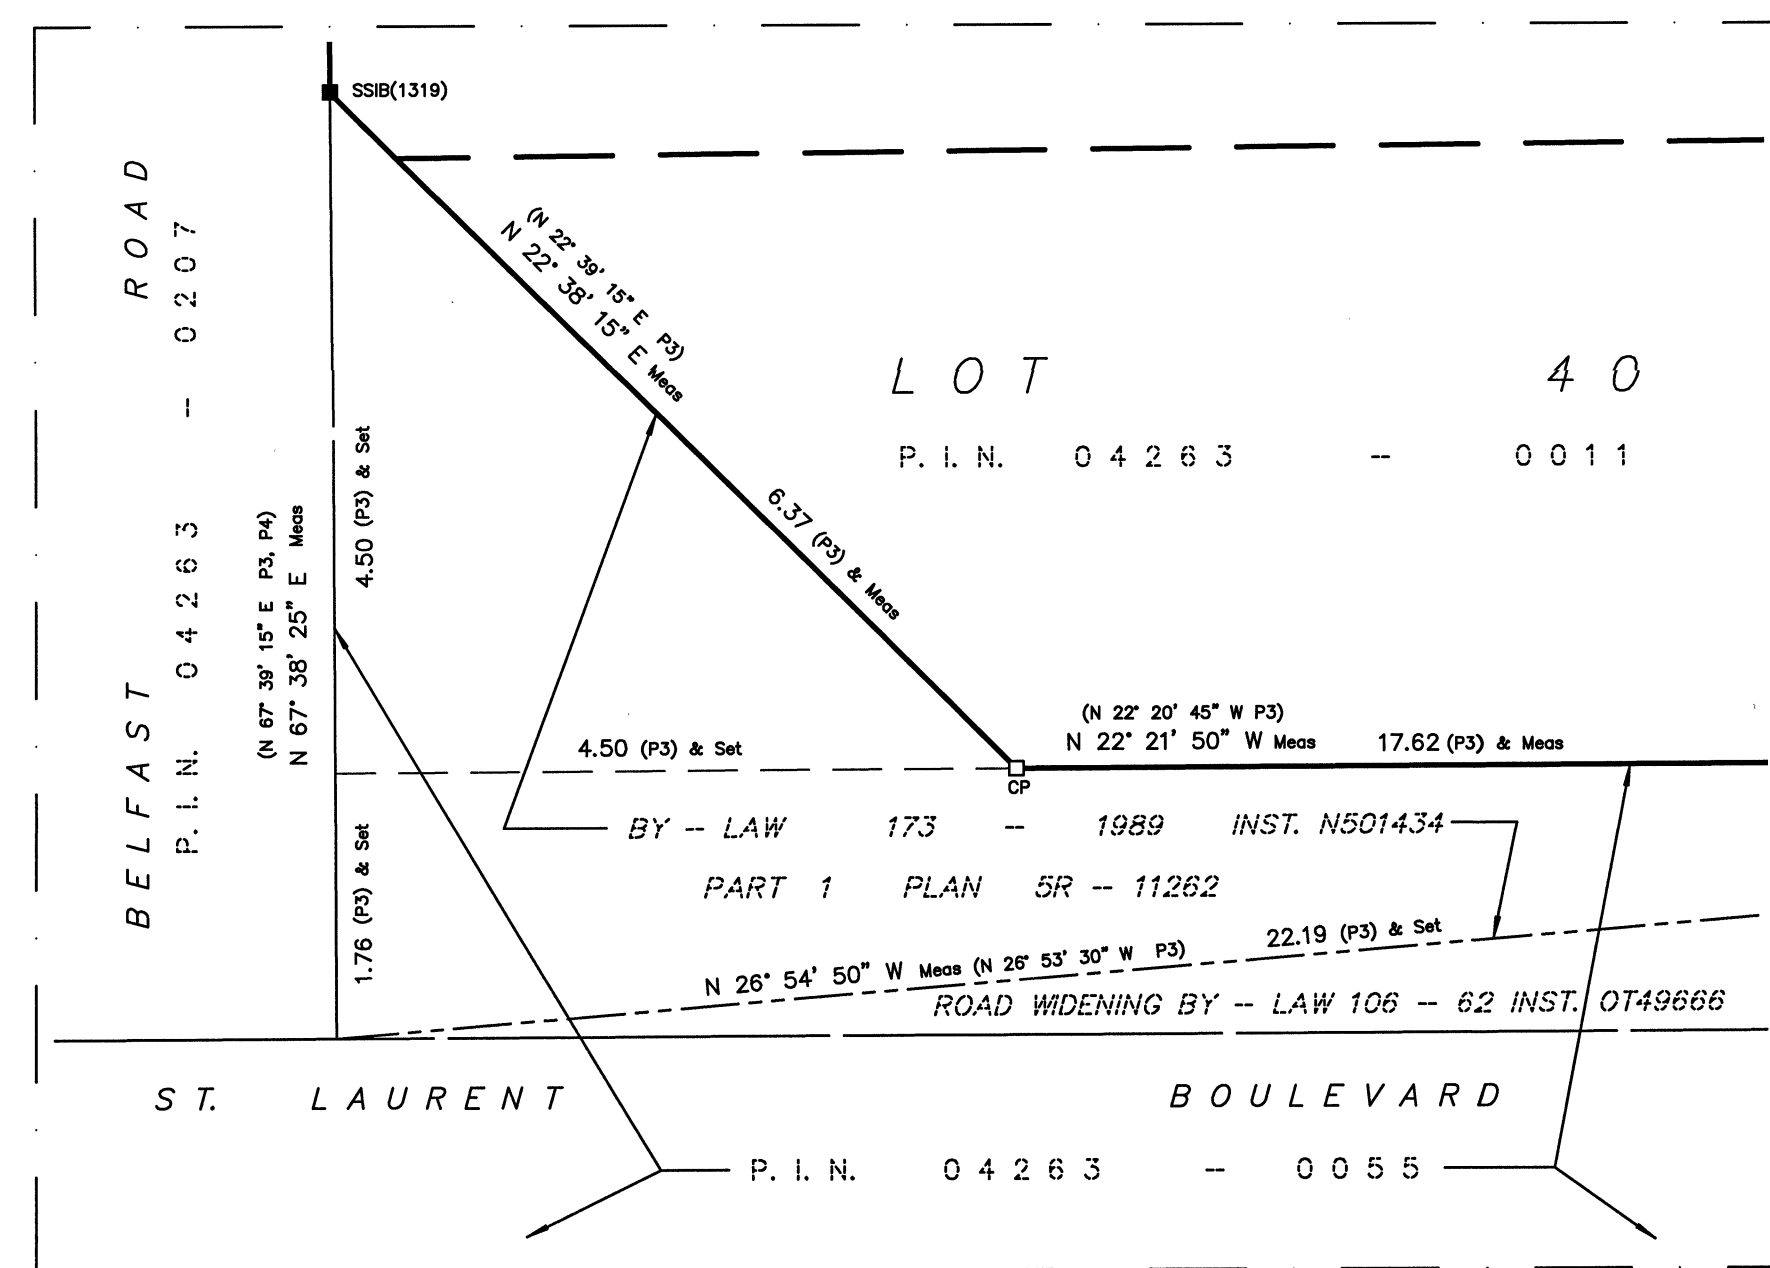 SSIB(1319)
ROAD
BELFAST
P. I. N. 04263 -- 0207
(N 22° 39' 15" E P3)
N 22° 38' 15" E Meas
LOT 40
P. I. N. 04263 -- 0011
4.50 (P3) & Set
6.37 (P3) & Meas
(N 67° 39' 15" E P3, P4)
N 67° 38' 25" E Meas
(N 22° 20' 45" W P3)
N 22° 21' 50" W Meas 17.62 (P3) & Meas
4.50 (P3) & Set
CP
BY -- LAW 173 -- 1989 INST. N501434
1.76 (P3) & Set
PART 1 PLAN 5R -- 11262
N 26° 54' 50" W Meas (N 26° 53' 30" W P3) 22.19 (P3) & Set
ROAD WIDENING BY -- LAW 106 -- 62 INST. OT49666
ST. LAURENT BOULEVARD
P. I. N. 04263 -- 0055